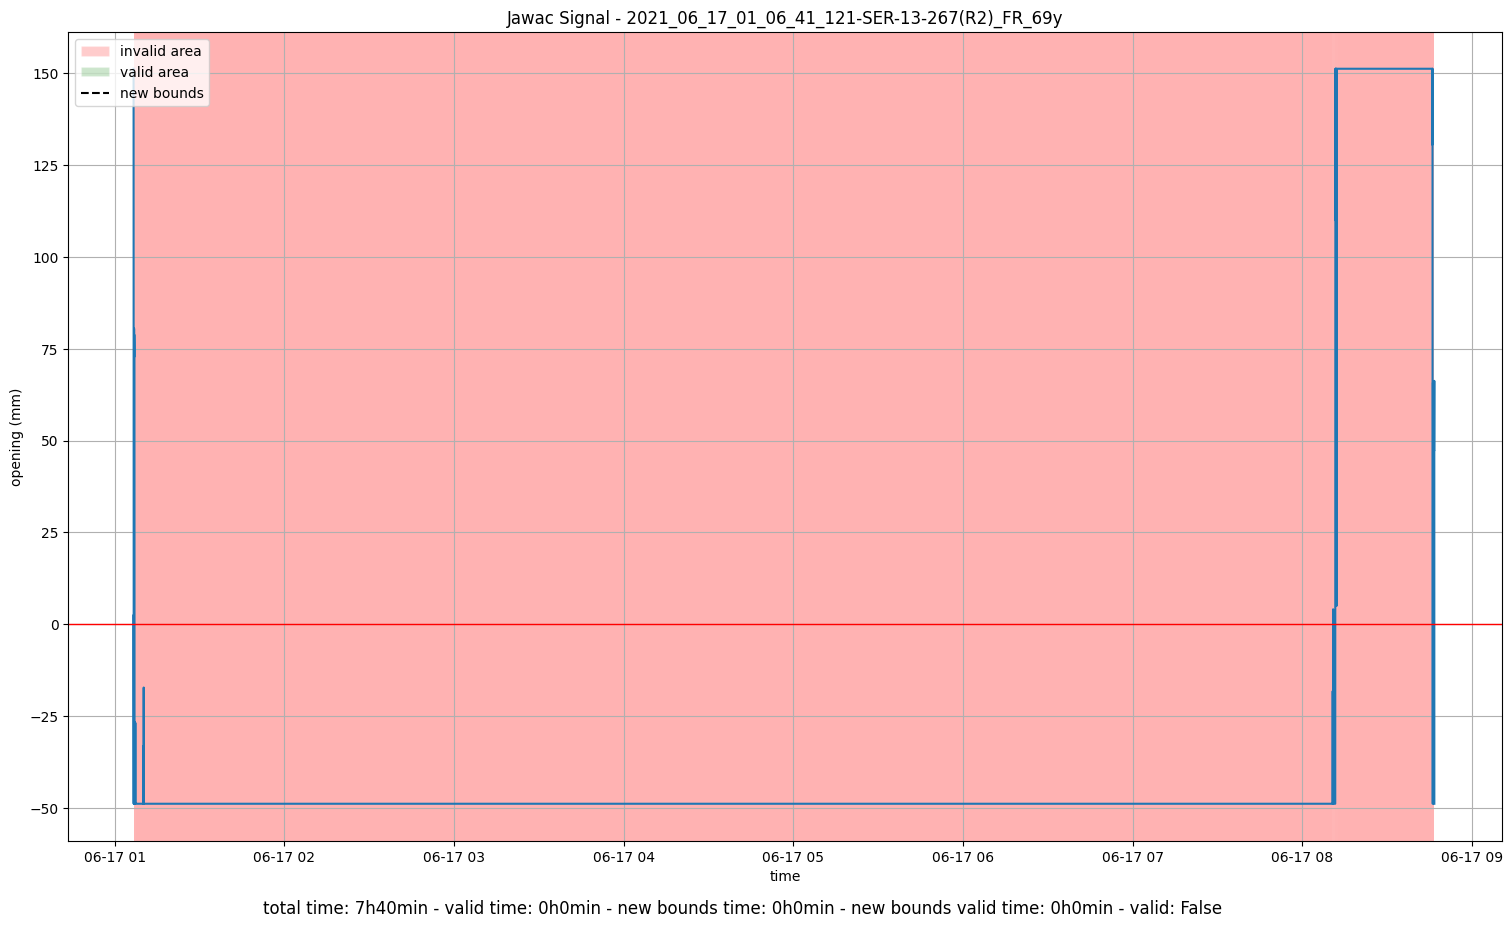 Jawac Signal - 2021_06_17_01_06_41_121-SER-13-267(R2)_FR_69y
invalid area
valid area
new bounds
150
125
100
75
50
25
0
−25
−50
opening (mm)
06-17 01
06-17 02
06-17 03
06-17 04
06-17 05
06-17 06
06-17 07
06-17 08
06-17 09
time
total time: 7h40min - valid time: 0h0min - new bounds time: 0h0min - new bounds valid time: 0h0min - valid: False